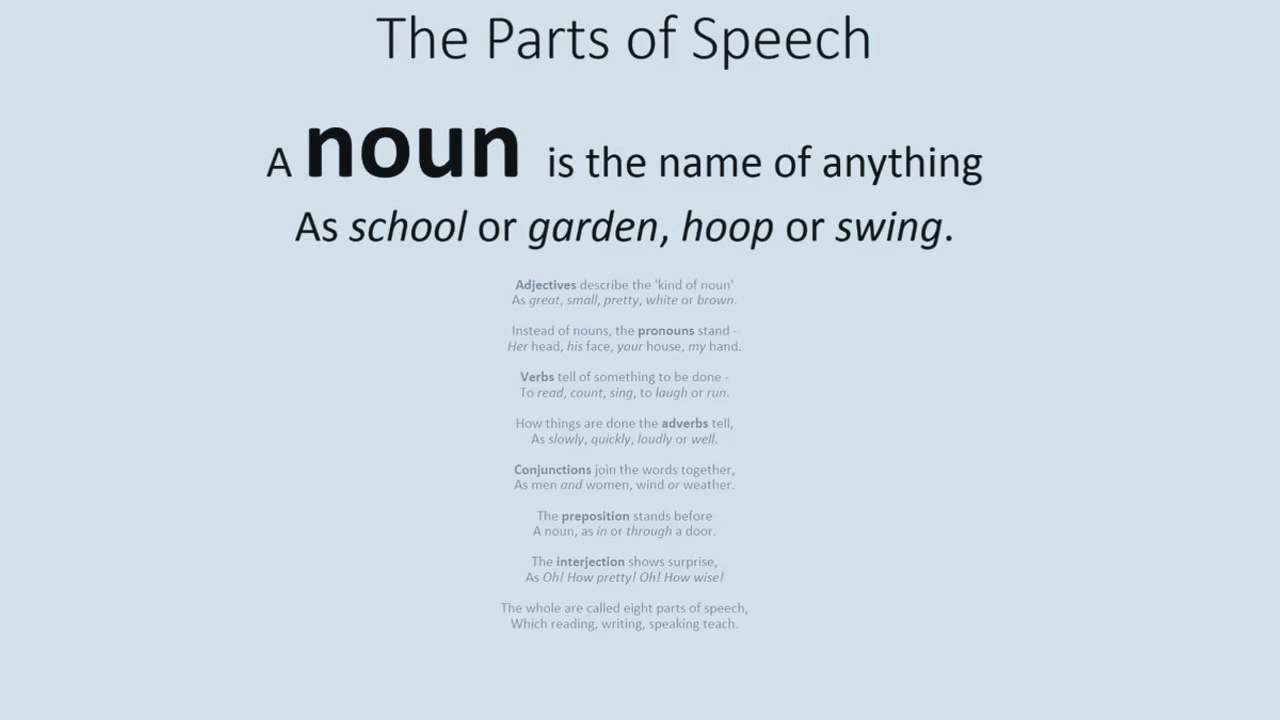 The Parts of Speech
A noun is the name of anything
As school or garden, hoop or swing.
Adjectives describe the 'kind of noun'
As great, small, pretty, white or brown.
Instead of nouns, the pronouns stand -
Her head, his face, your house, my hand.
Verbs tell of something to be done -
To read, count, sing, to laugh or run.
How things are done the adverbs tell,
As slowly, quickly, loudly or well.
Conjunctions join the words together,
As men and women, wind or weather.
The preposition stands before
A noun, as in or through a door.
The interjection shows surprise,
As Oh! How pretty! Oh! How wise!
The whole are called eight parts of speech,
Which reading, writing, speaking teach.